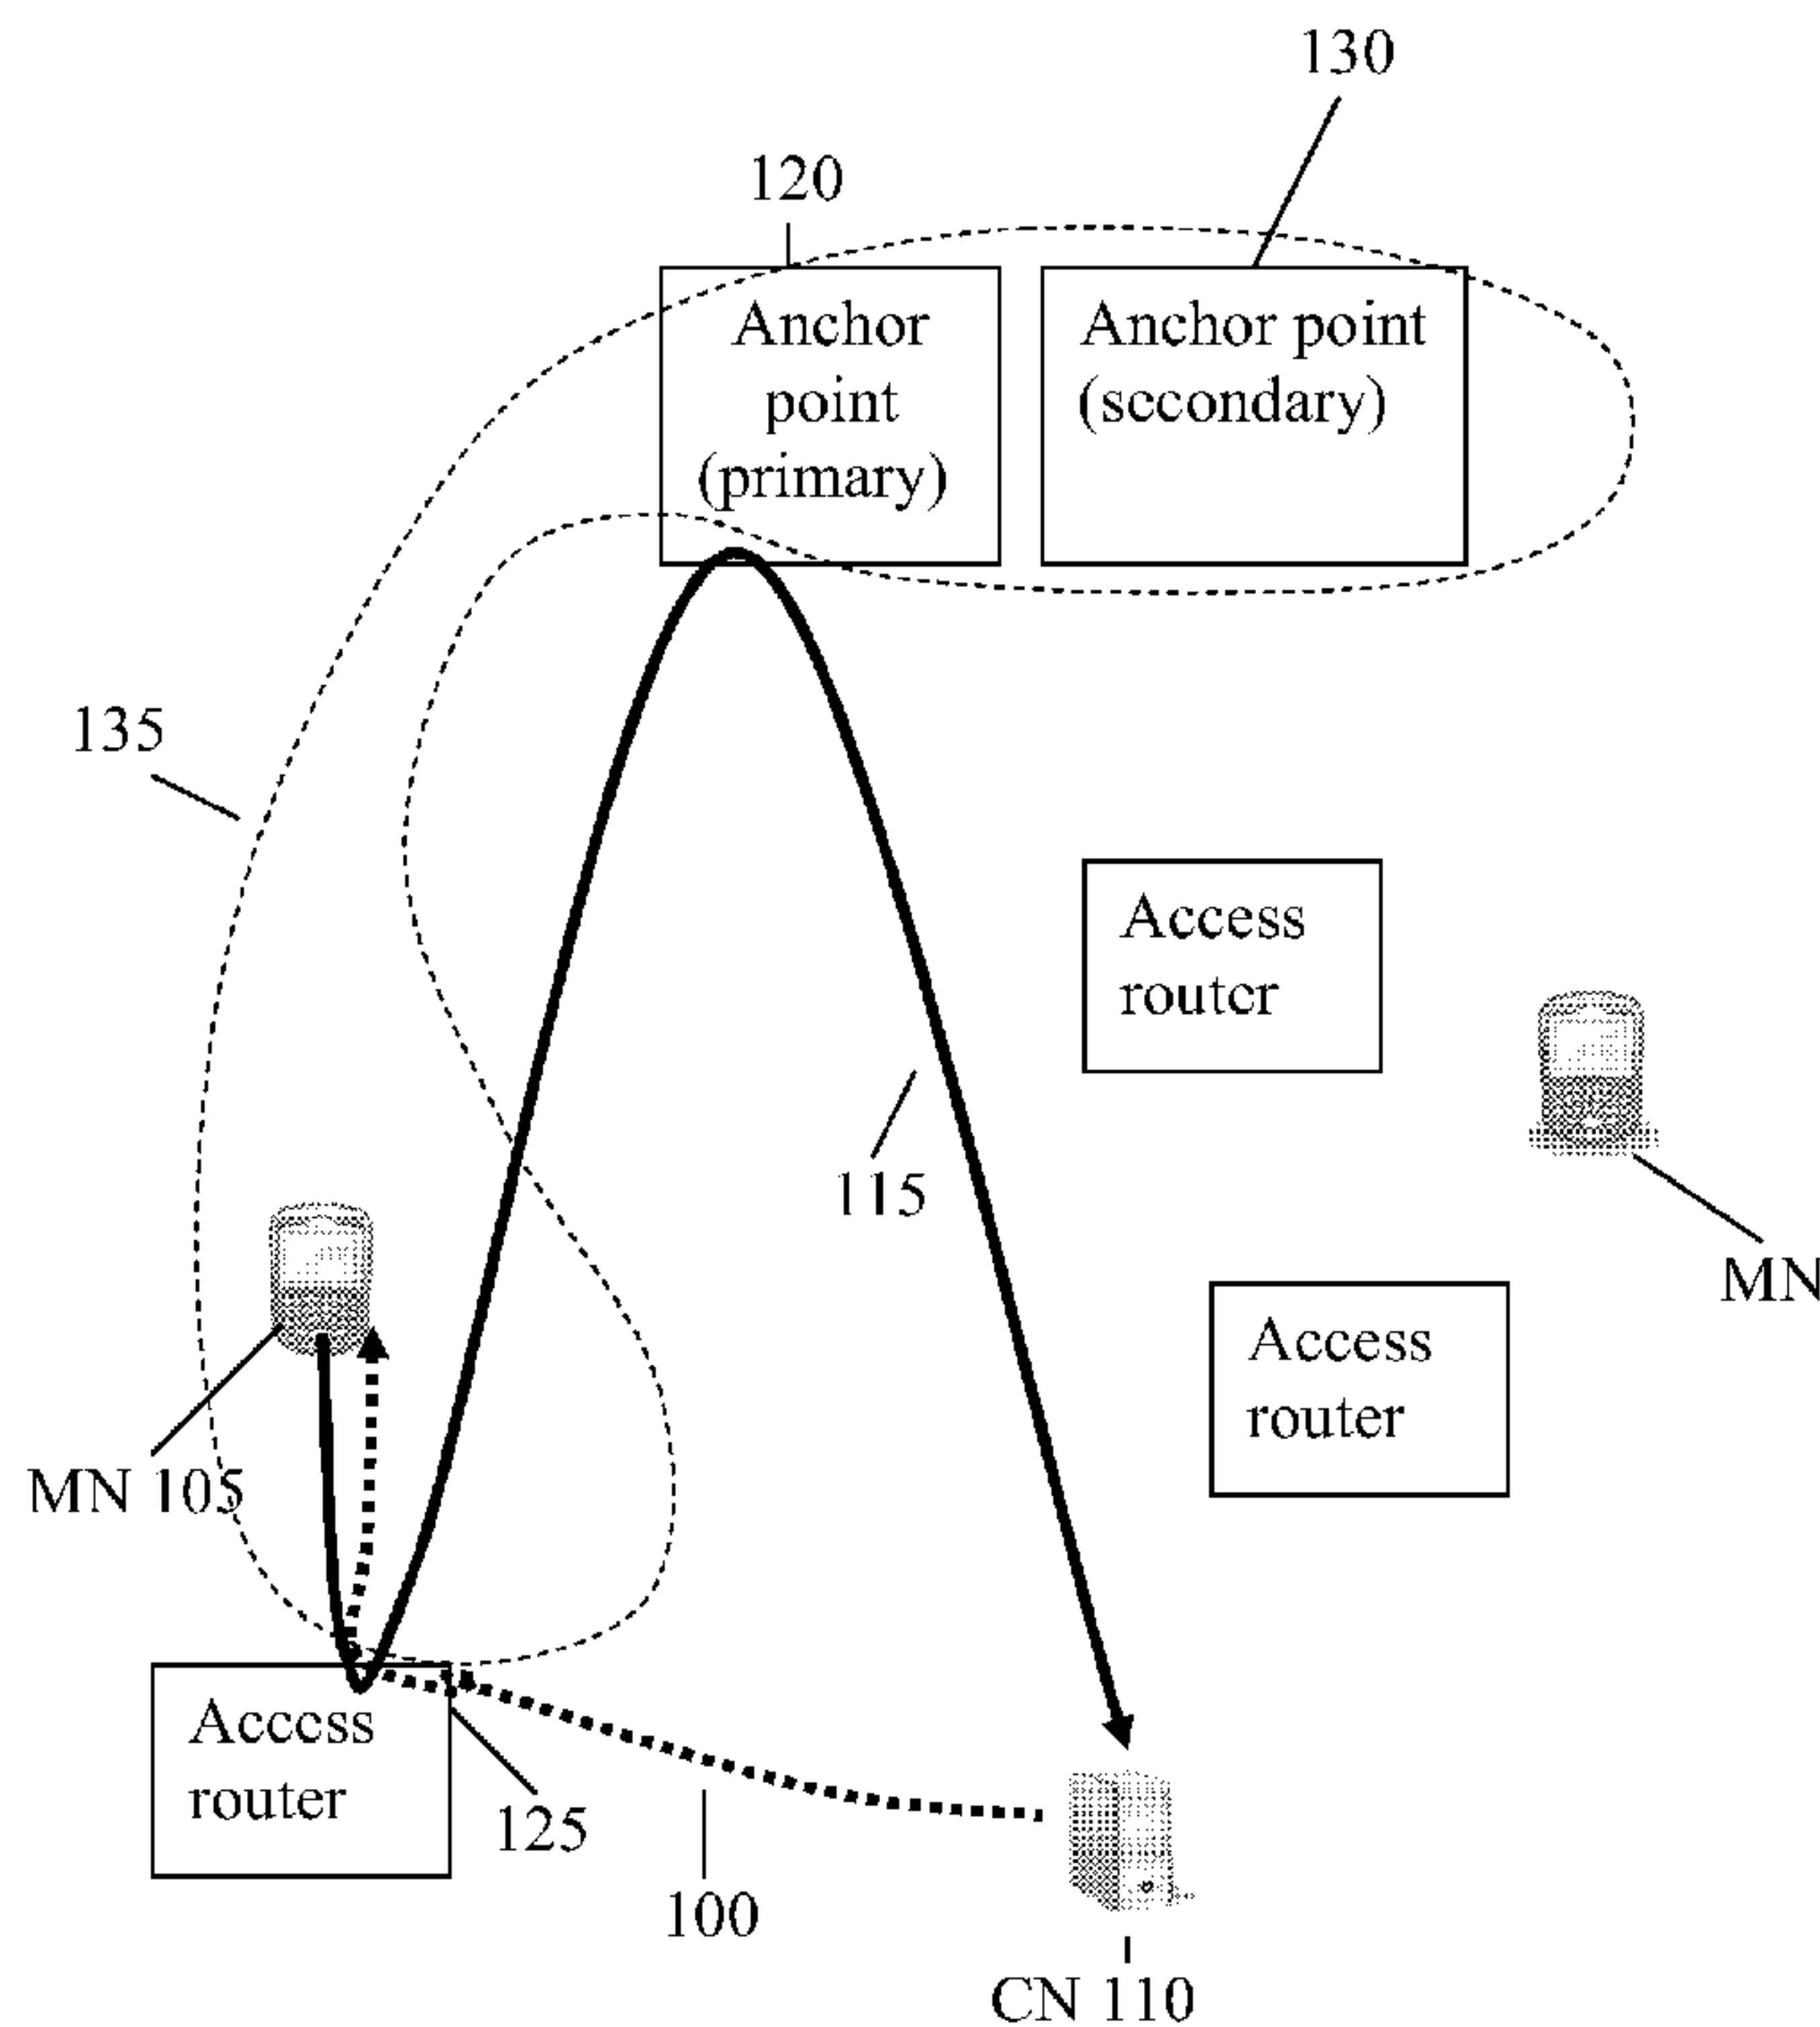 130
120
Anchor
point
(primary)
Anchor point
(secondary)
135
Access
router
115
MN
Access
router
MN 105
Access
router
125
100
CN 110